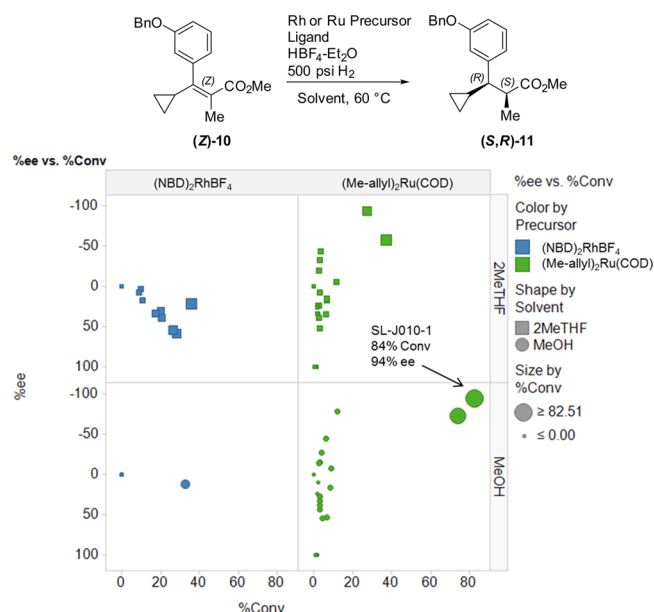 BnO
(Z)
CO₂Me
Me
(Z)-10
Rh or Ru Precursor
Ligand
HBF4-Et₂O
500 psi H₂
Solvent, 60 °C
BnO
(R)
(S)
CO₂Me
Me
(S,R)-11
%ee vs. %Conv
(NBD)₂RhBF₄
(Me-allyl)₂Ru(COD)
-100
-50
0
50
100
2MeTHF
SL-J010-1
84% Conv
94% ee
-100
-50
0
50
100
MeOH
%ee
0 20 40 60 80
0 20 40 60 80
%Conv
%ee vs. %Conv
Color by
Precursor
(NBD)₂RhBF₄
(Me-allyl)₂Ru(COD)
Shape by
Solvent
2MeTHF
MeOH
Size by
%Conv
≥ 82.51
≤ 0.00